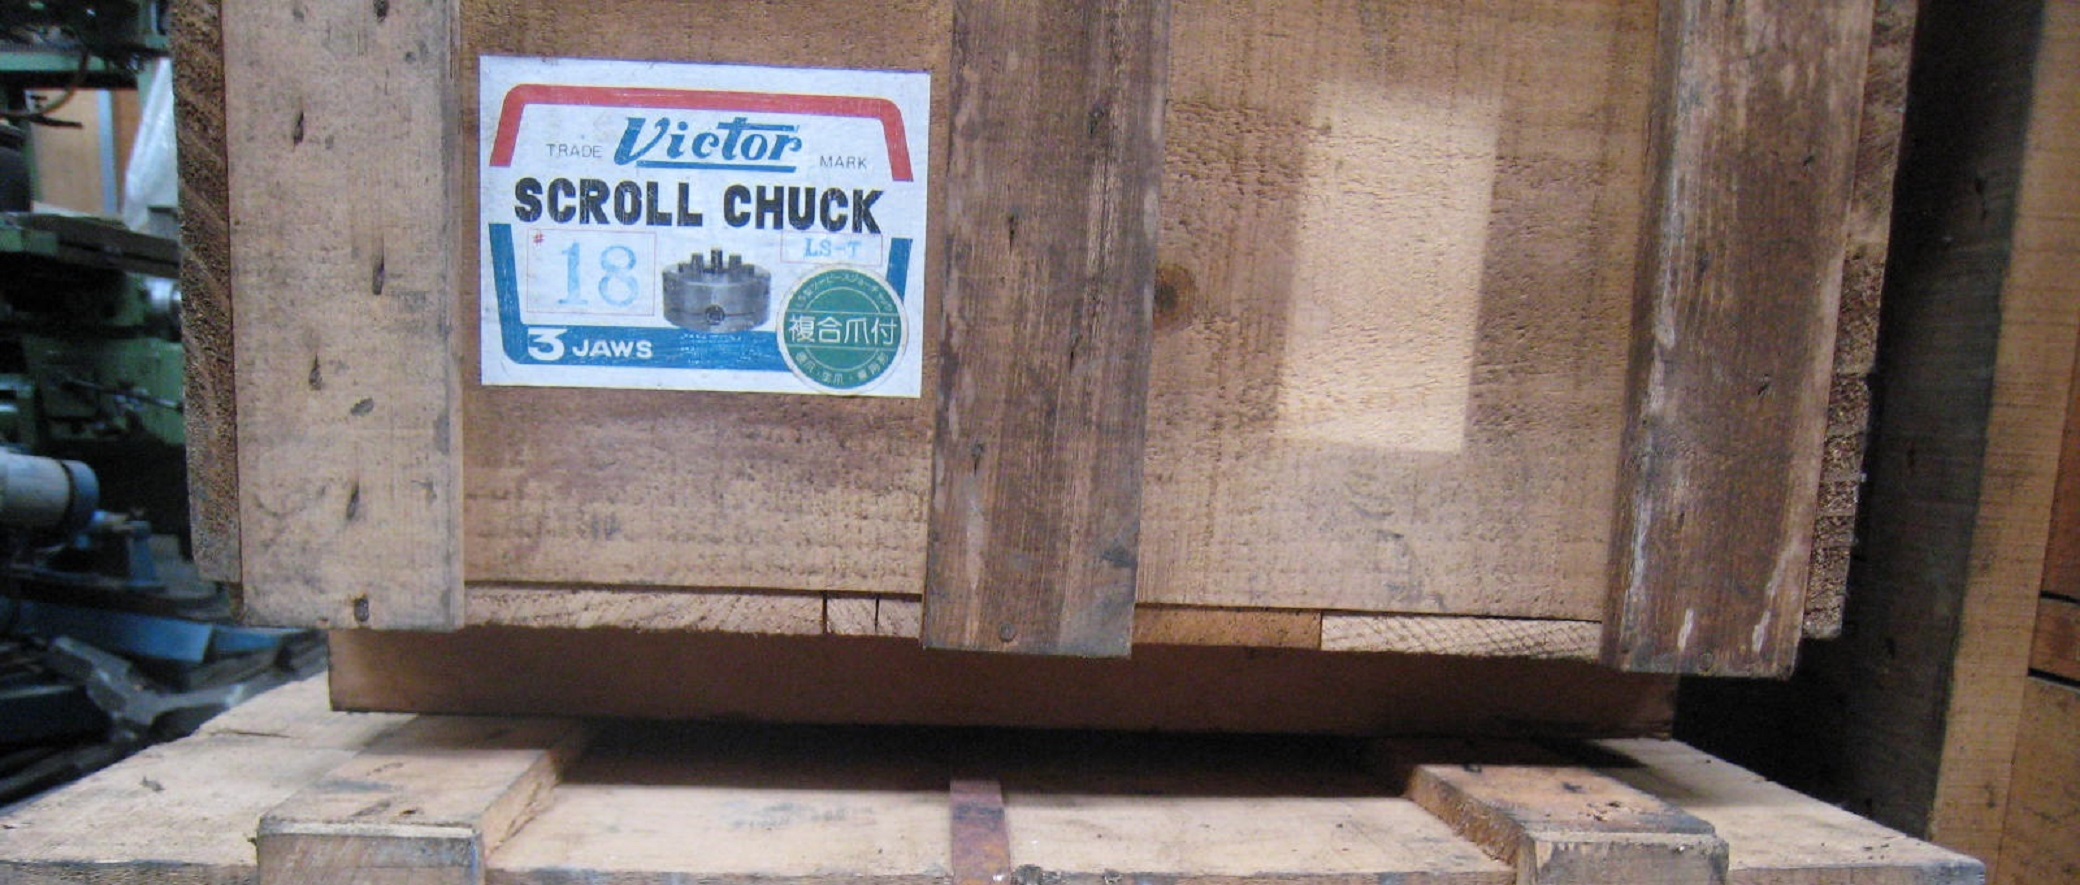 TRADE Victor MARK
SCROLL CHUCK
#18
LS-T
3 JAWS
複合爪付